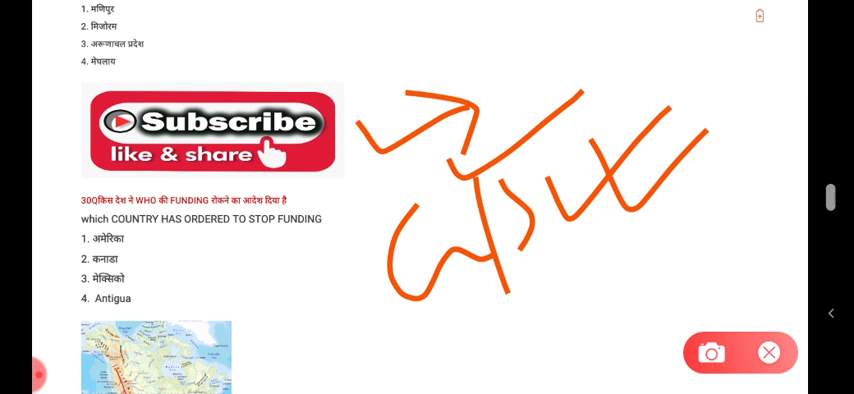 1. मणिपुर
2. मिजोरम
3. अरूणाचल प्रदेश
4. मेघलाय
Subscribe
like & share
30Qकिस देश ने WHO की FUNDING रोकने का आदेश दिया है
which COUNTRY HAS ORDERED TO STOP FUNDING
1. अमेरिका
2. कनाडा
3. मेक्सिको
4. Antigua